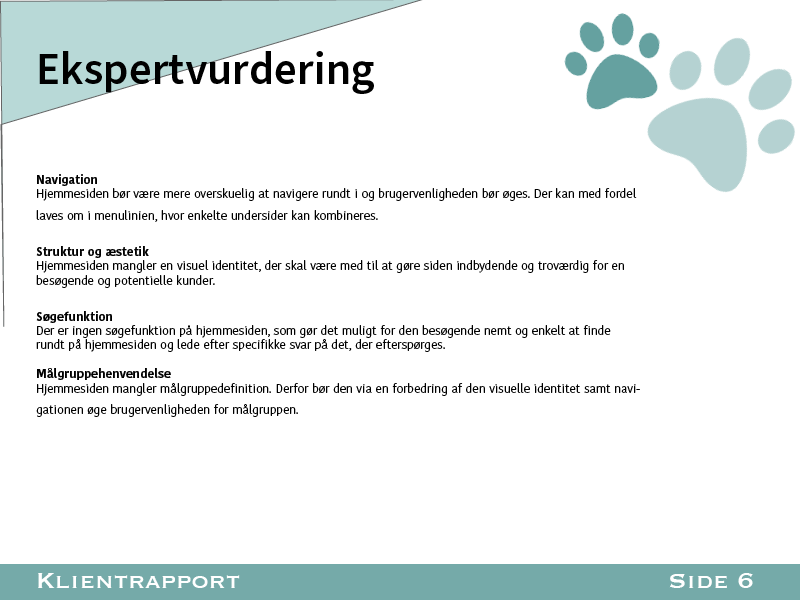 Ekspertvurdering
Navigation
Hjemmesiden bør være mere overskuelig at navigere rundt i og brugervenligheden bør øges. Der kan med fordel
laves om i menulinien, hvor enkelte undersider kan kombineres.
Struktur og æstetik
Hjemmesiden mangler en visuel identitet, der skal være med til at gøre siden indbydende og troværdig for en
besøgende og potentielle kunder.
Søgefunktion
Der er ingen søgefunktion på hjemmesiden, som gør det muligt for den besøgende nemt og enkelt at finde
rundt på hjemmesiden og lede efter specifikke svar på det, der efterspørges.
Målgruppehenvendelse
Hjemmesiden mangler målgruppedefinition. Derfor bør den via en forbedring af den visuelle identitet samt navi-
gationen øge brugervenligheden for målgruppen.
Klientrapport
Side 6